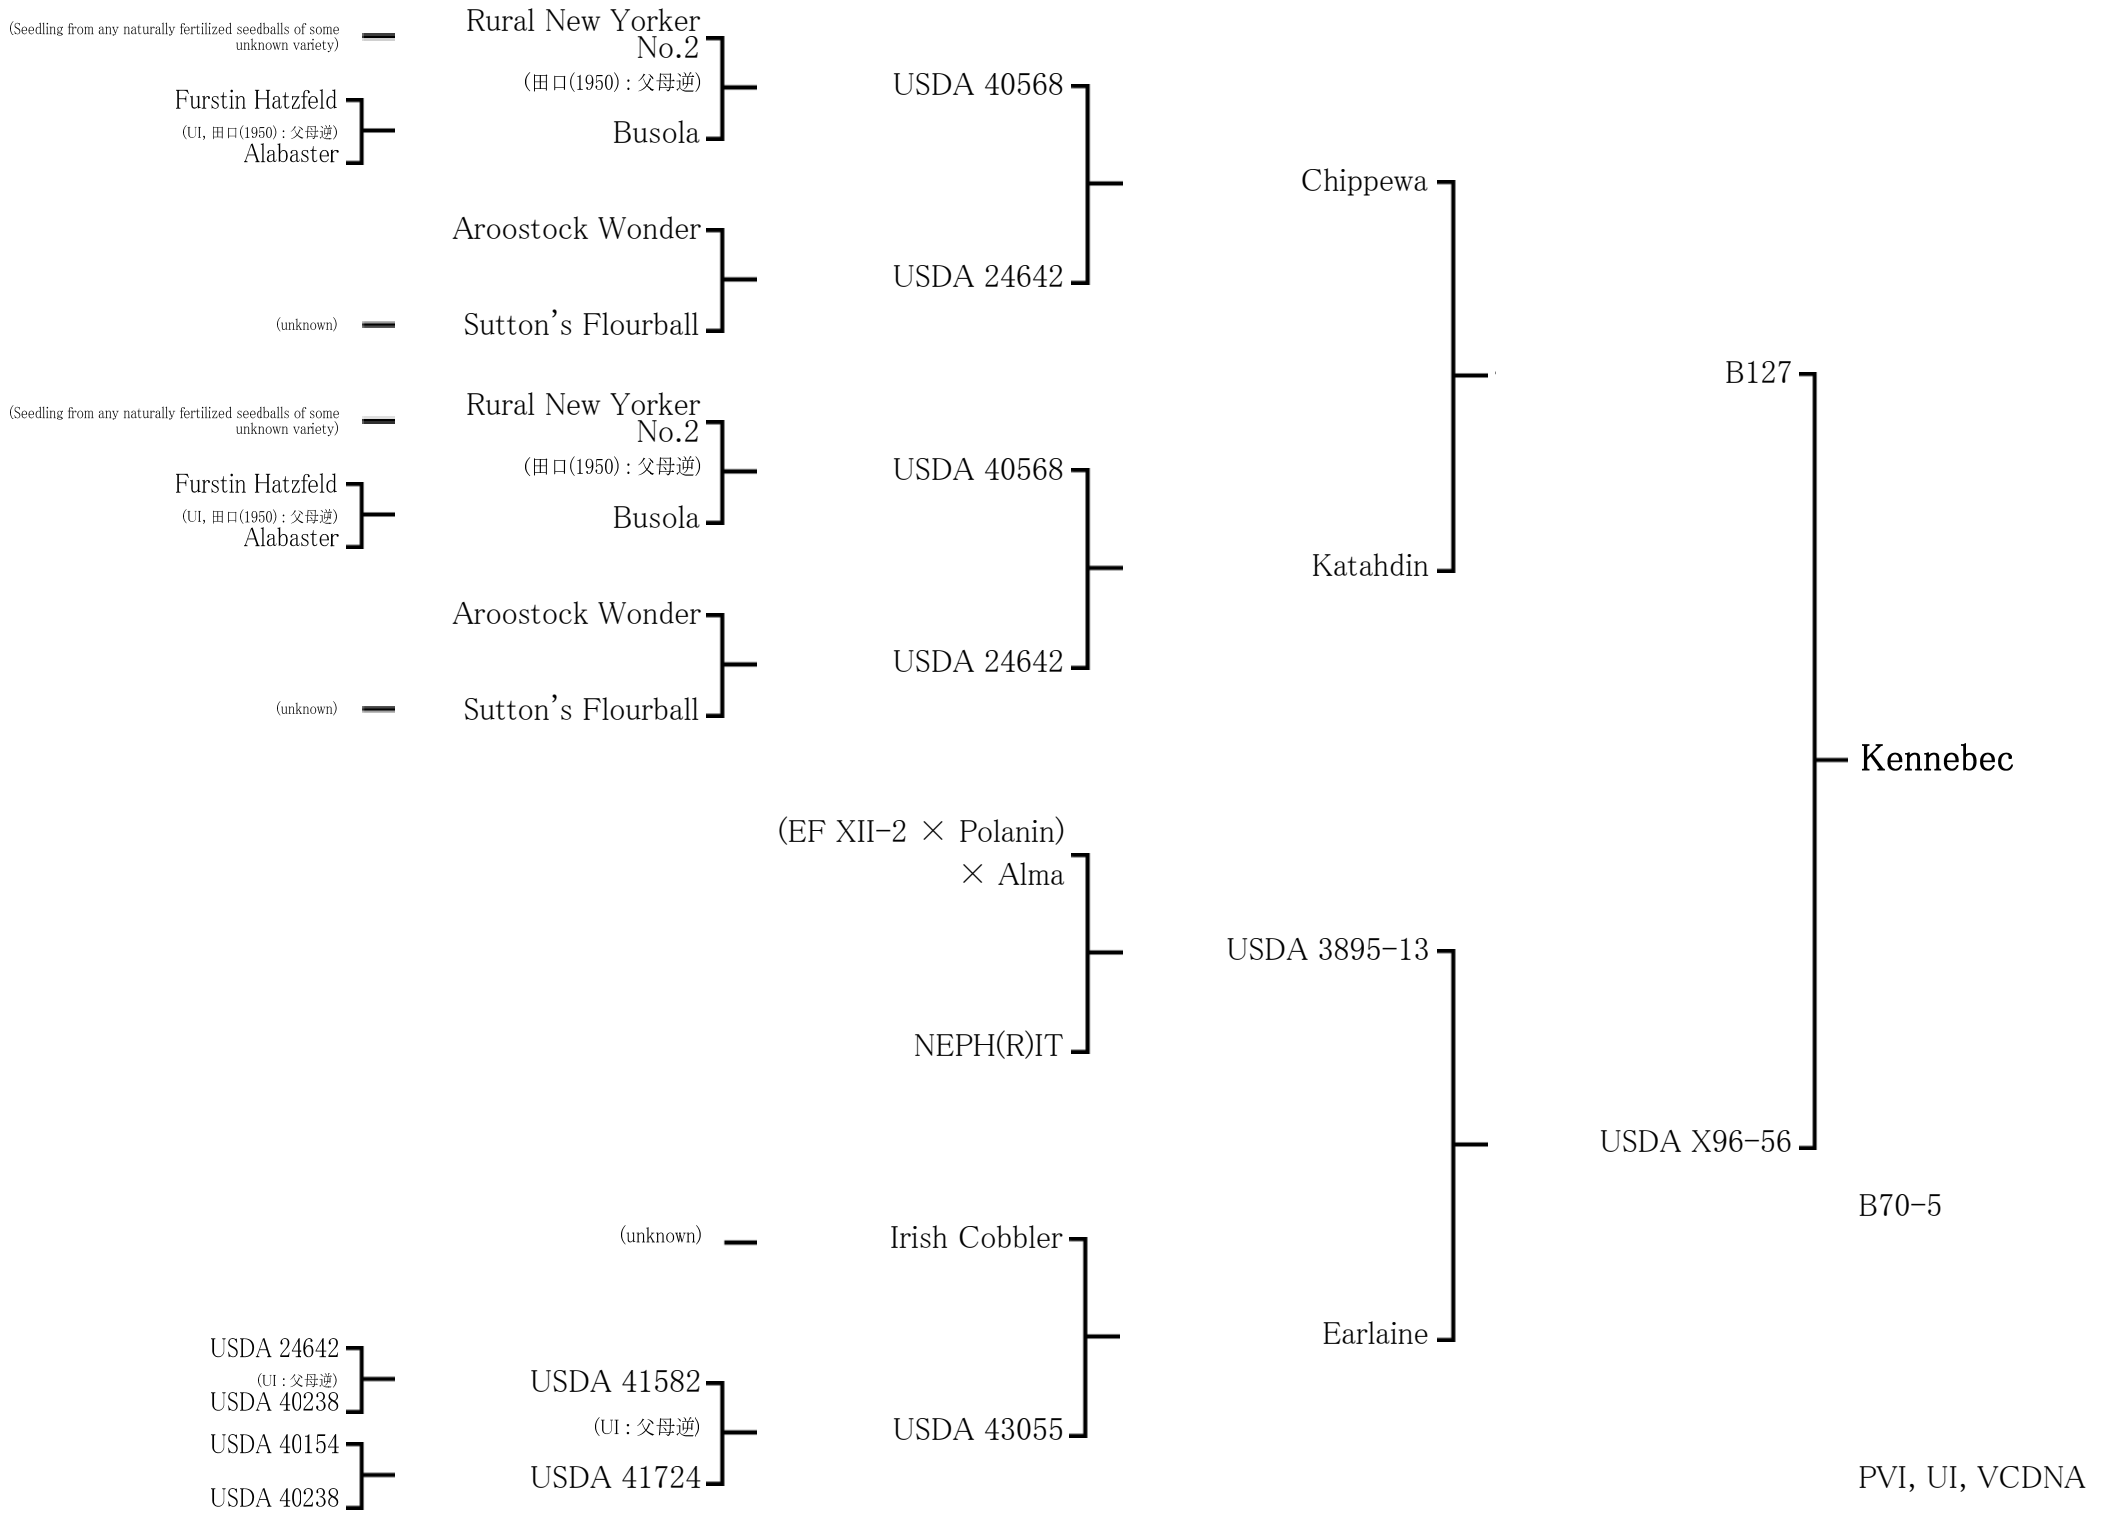 (Seedling from any naturally fertilized seedballs of some
unknown variety)
Rural New Yorker
No.2
(田口(1950) : 父母逆)
Busola
Furstin Hatzfeld
(UI, 田口(1950) : 父母逆)
Alabaster
USDA 40568
Aroostock Wonder
Sutton's Flourball
(unknown)
USDA 24642
Chippewa
(Seedling from any naturally fertilized seedballs of some
unknown variety)
Rural New Yorker
No.2
(田口(1950) : 父母逆)
Busola
Furstin Hatzfeld
(UI, 田口(1950) : 父母逆)
Alabaster
USDA 40568
Aroostock Wonder
Sutton's Flourball
(unknown)
USDA 24642
Katahdin
B127
Kennebec
(EF XII-2 × Polanin)
× Alma
NEPH(R)IT
USDA 3895-13
USDA X96-56
B70-5
(unknown)
Irish Cobbler
Earlaine
USDA 24642
(UI : 父母逆)
USDA 40238
USDA 40154
USDA 40238
USDA 41582
(UI : 父母逆)
USDA 41724
USDA 43055
PVI, UI, VCDNA